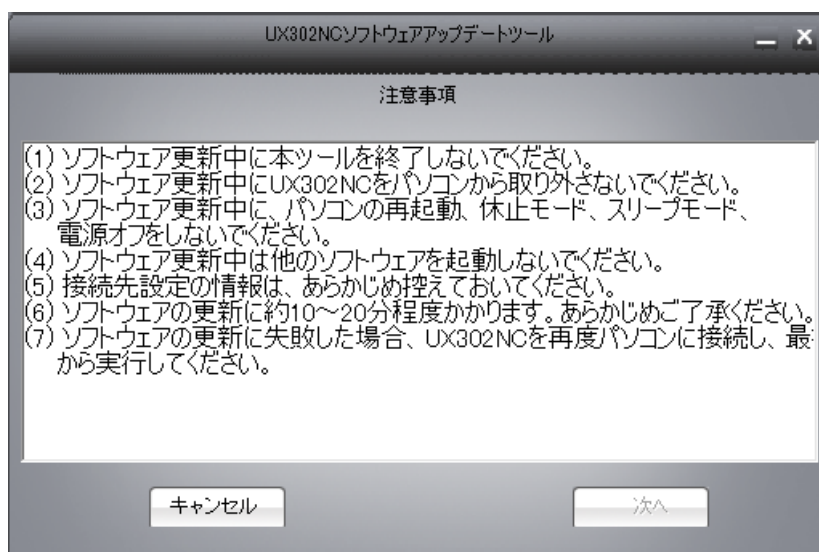 UX302NCソフトウェアアップデートツール
注意事項
(1) ソフトウェア更新中に本ツールを終了しないでください。
(2) ソフトウェア更新中にUX302NCをパソコンから取り外さないでください。
(3) ソフトウェア更新中に、パソコンの再起動、休止モード、スリープモード、
電源オフをしないでください。
(4) ソフトウェア更新中は他のソフトウェアを起動しないでください。
(5) 接続先設定の情報は、あらかじめ控えておいてください。
(6) ソフトウェアの更新に約10～20分程度かかります。あらかじめご了承ください。
(7) ソフトウェアの更新に失敗した場合、UX302NCを再度パソコンに接続し、最
から実行してください。
キャンセル
次へ